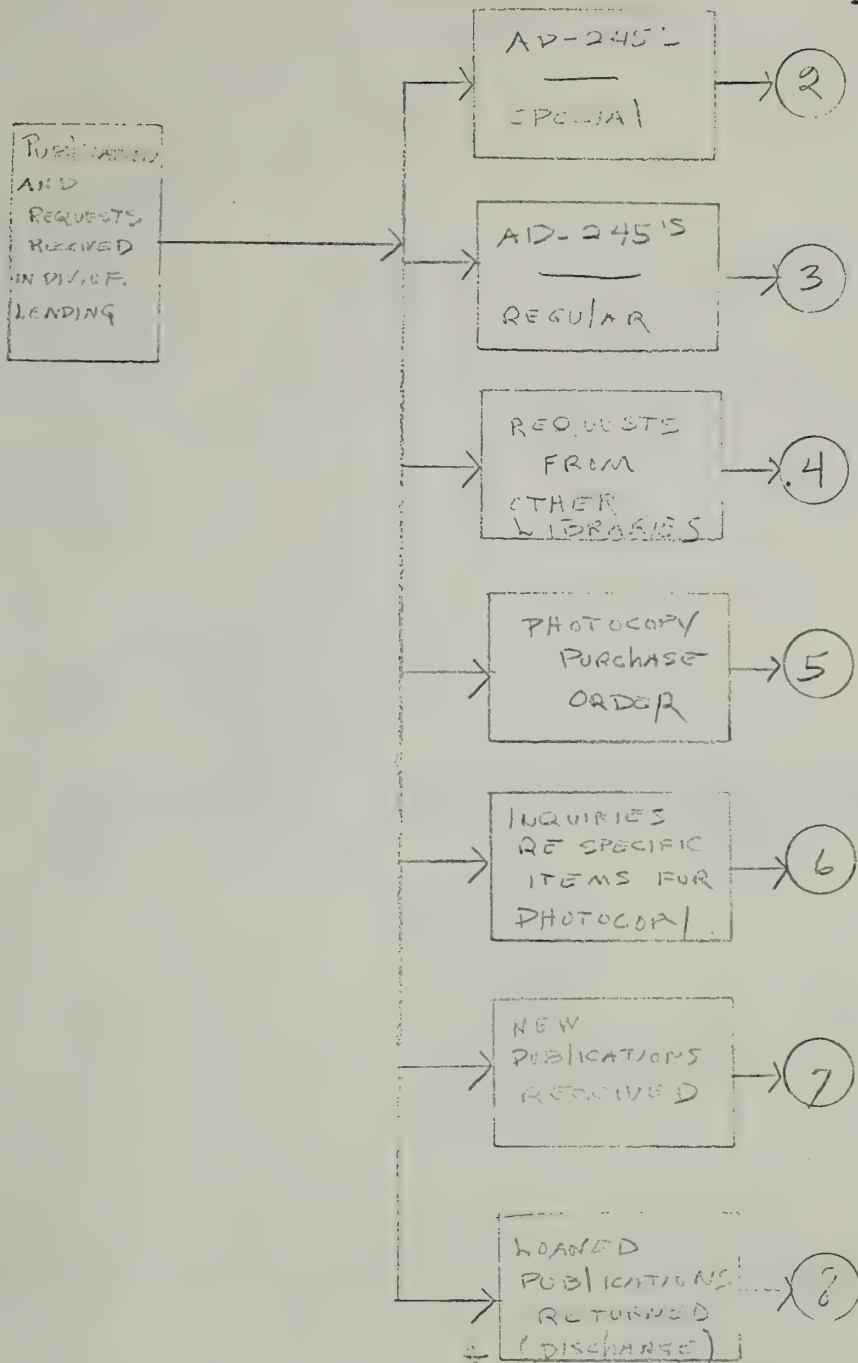 PUBLICATIONS
AND
REQUESTS
RECEIVED
IN DIV. OF
LENDING
AD-245's
SPECIAL
2
AD-245'S
REGULAR
3
REQUESTS
FROM
OTHER
LIBRARIES
4
PHOTOCOPY
PURCHASE
ORDER
5
INQUIRIES
RE SPECIFIC
ITEMS FOR
PHOTOCOPY
6
NEW
PUBLICATIONS
RECEIVED
7
LOANED
PUBLICATIONS
RETURNED
(DISCHARGE)
8